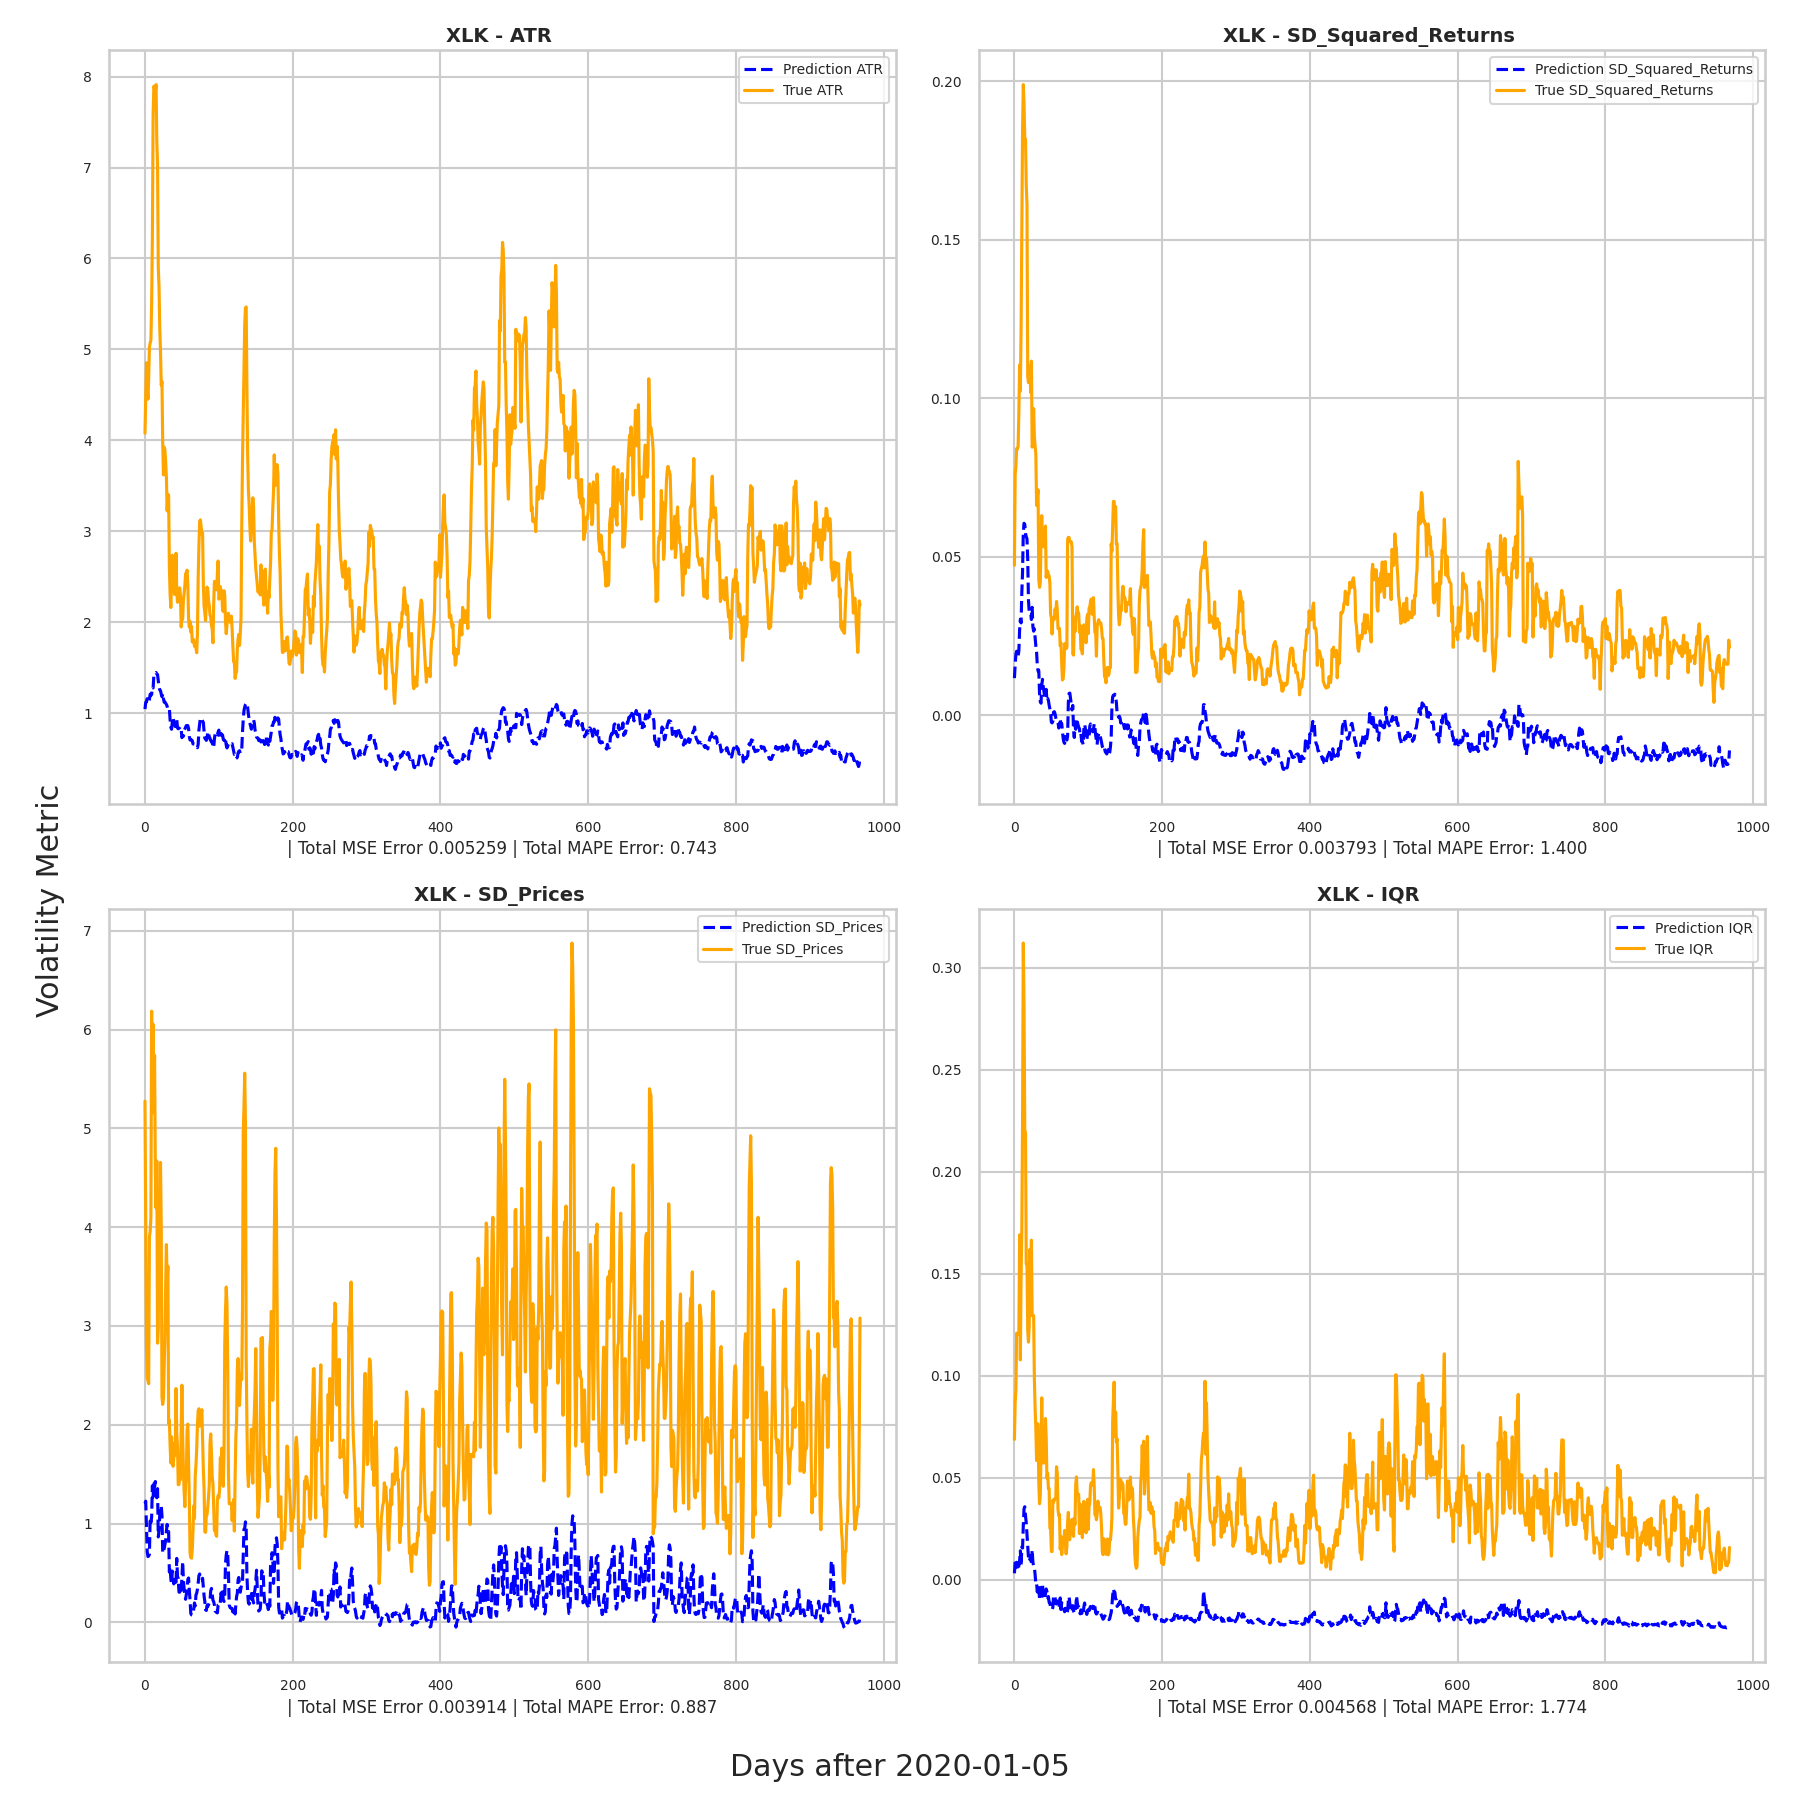 XLK - ATR
Prediction ATR
True ATR
8
7
6
5
4
3
2
1
0
200
400
600
800
1000
| Total MSE Error 0.005259 | Total MAPE Error: 0.743
XLK - SD_Squared_Returns
Prediction SD_Squared_Returns
True SD_Squared_Returns
0.20
0.15
0.10
0.05
0.00
0
200
400
600
800
1000
| Total MSE Error 0.003793 | Total MAPE Error: 1.400
Volatility Metric
XLK - SD_Prices
Prediction SD_Prices
True SD_Prices
7
6
5
4
3
2
1
0
0
200
400
600
800
1000
| Total MSE Error 0.003914 | Total MAPE Error: 0.887
XLK - IQR
Prediction IQR
True IQR
0.30
0.25
0.20
0.15
0.10
0.05
0.00
0
200
400
600
800
1000
| Total MSE Error 0.004568 | Total MAPE Error: 1.774
Days after 2020-01-05